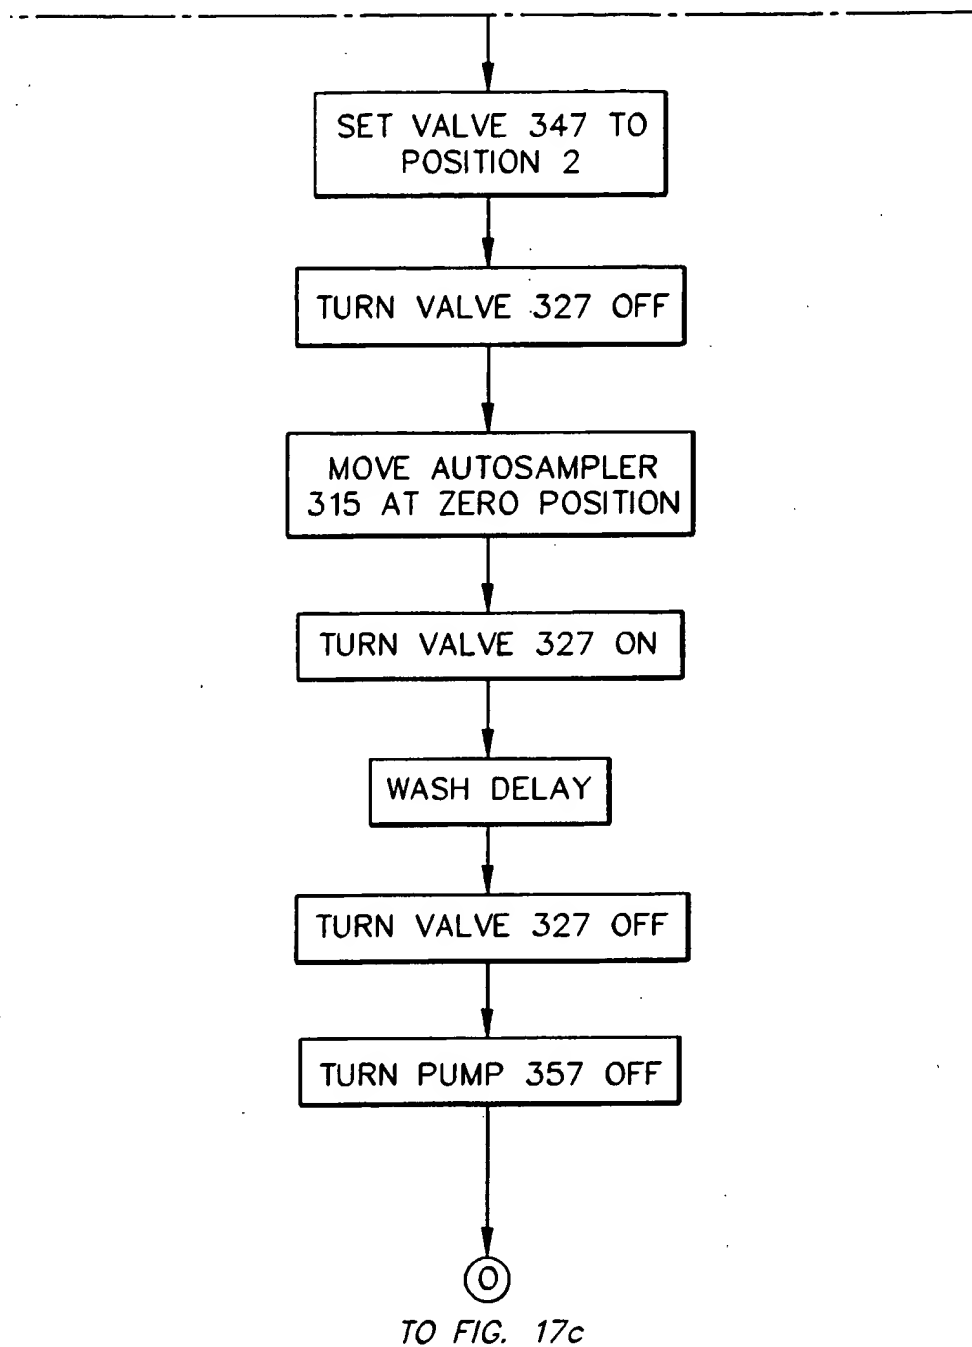 SET VALVE 347 TO
POSITION 2
TURN VALVE 327 OFF
MOVE AUTOSAMPLER
315 AT ZERO POSITION
TURN VALVE 327 ON
WASH DELAY
TURN VALVE 327 OFF
TURN PUMP 357 OFF
O
TO FIG. 17c